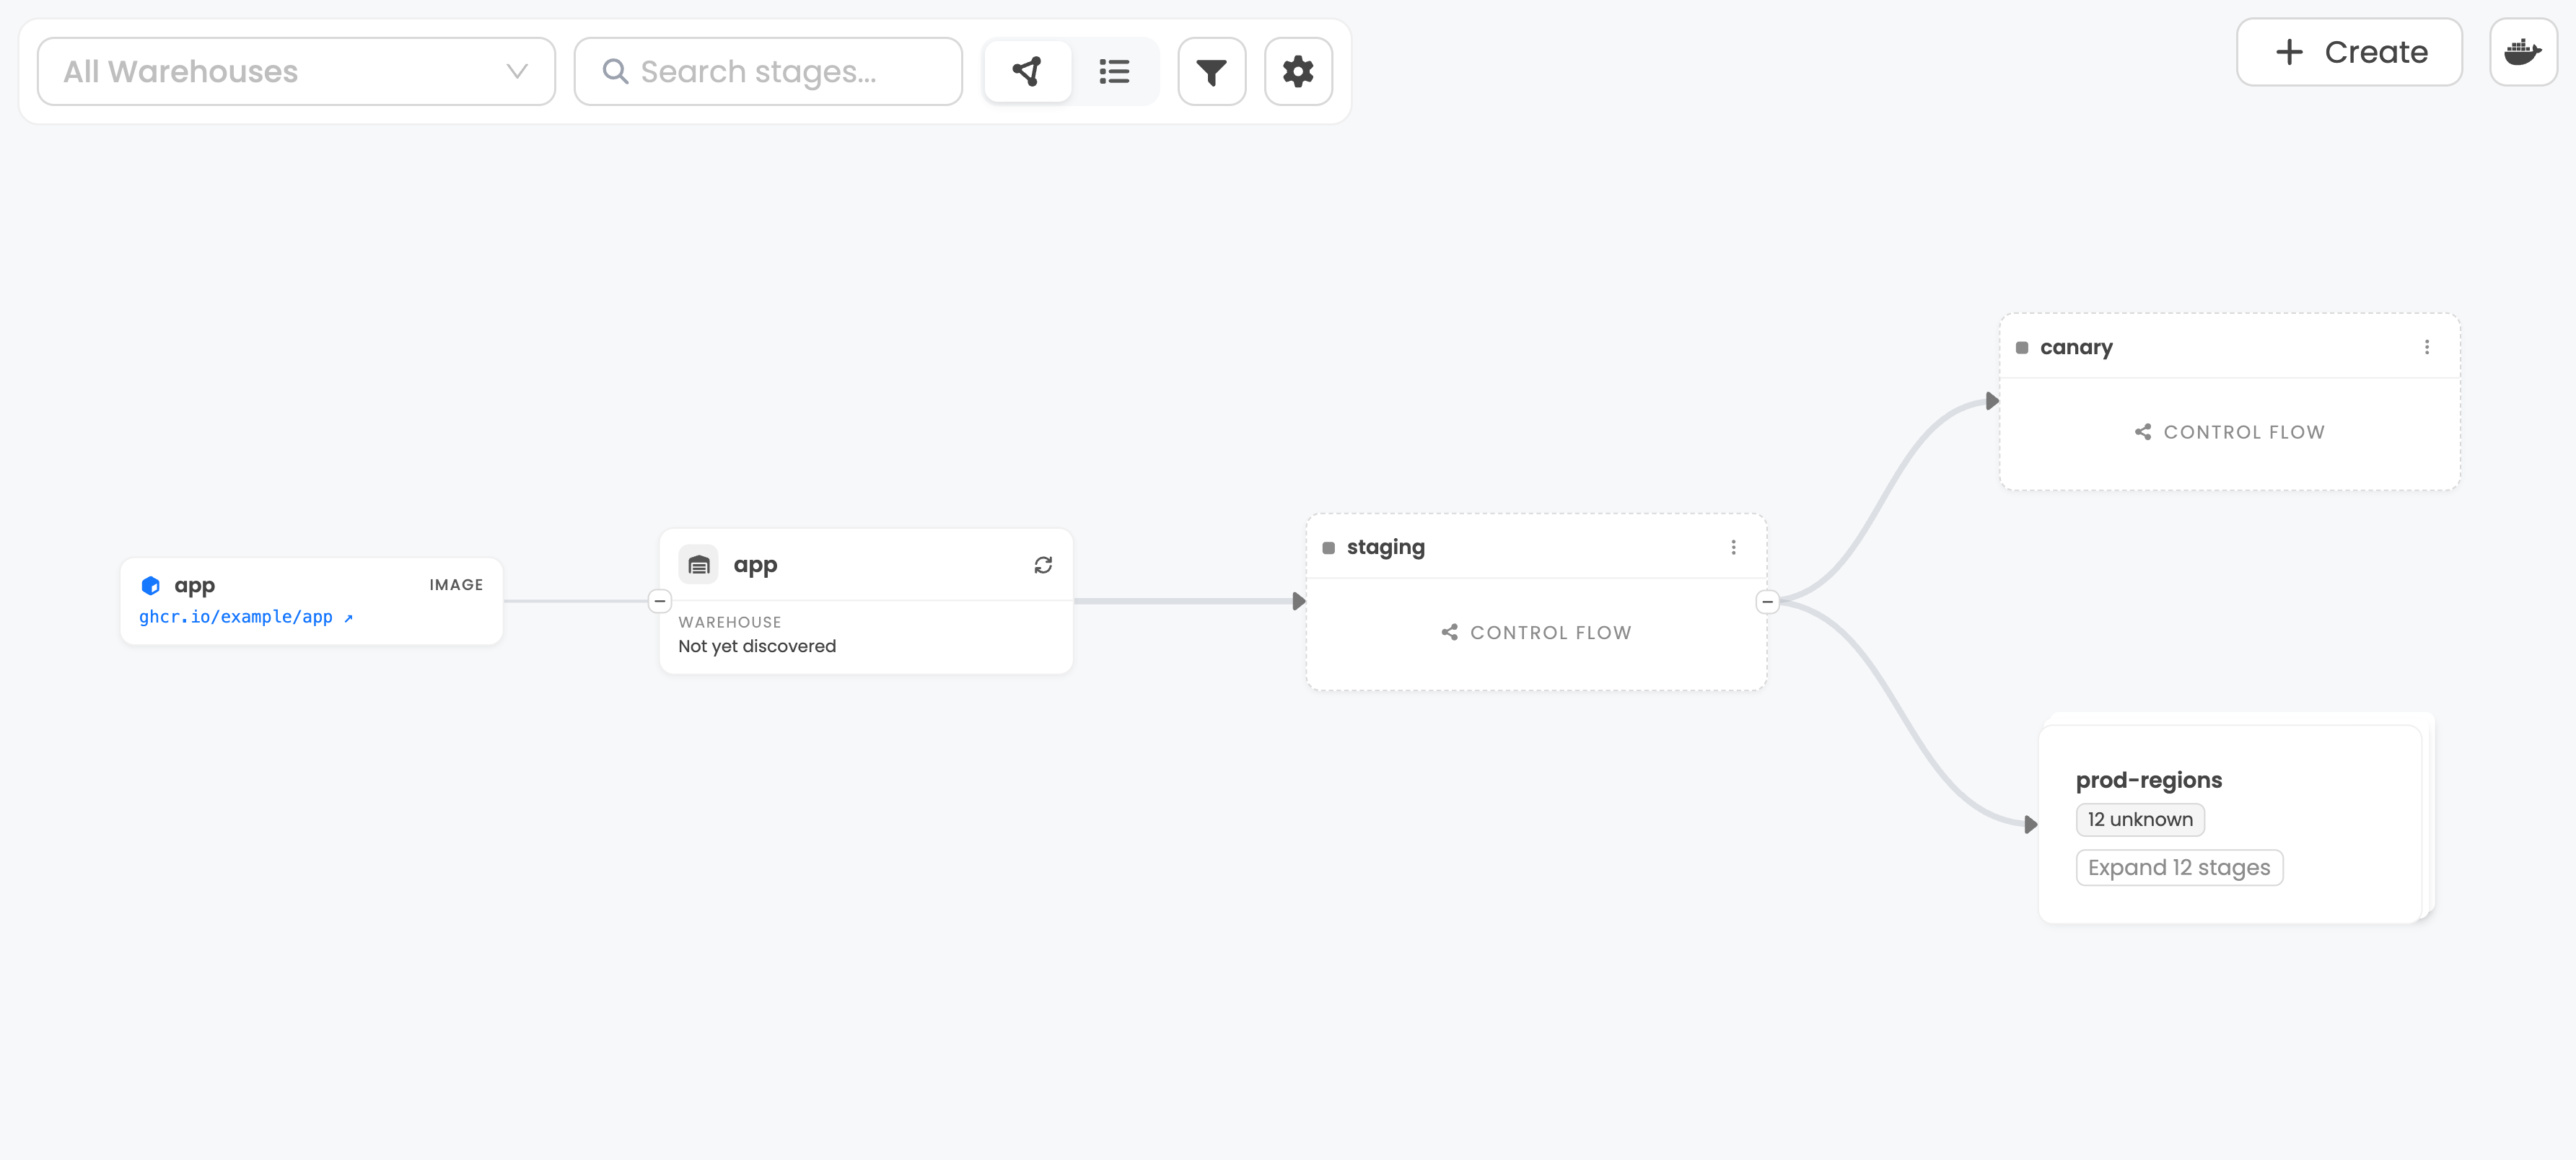 All Warehouses
Search stages...
Create
canary
CONTROL FLOW
staging
CONTROL FLOW
app
IMAGE
ghcr.io/example/app ↗
app
WAREHOUSE
Not yet discovered
prod-regions
12 unknown
Expand 12 stages